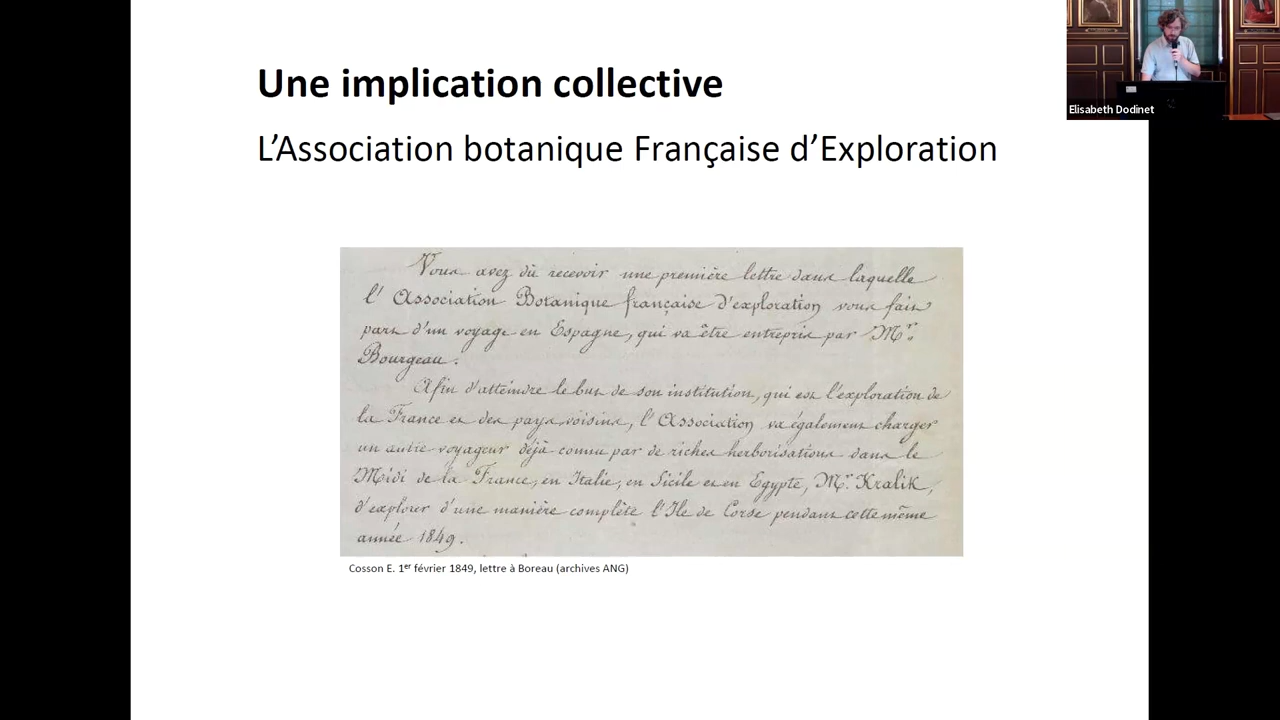 Une implication collective
L’Association botanique Française d’Exploration
Elisabeth Dodinet
Vous avez dû recevoir une première lettre dans laquelle
l' Association Botanique française d'exploration vous fait
part d'un voyage en Espagne, qui va être entrepris par Mr.
Bourgeau.
Afin d'atteindre le but de son institution, qui est l'exploration de
la France et des pays voisins, l'Association va également charger
un autre voyageur déjà connu par de riches herborisations dans le
Midi de la France, en Italie, en Sicile et en Egypte, Mr. Kralik,
d'explorer d'une manière complète l'Ile de Corse pendant cette même
année 1849.
Cosson E. 1er février 1849, lettre à Boreau (archives ANG)